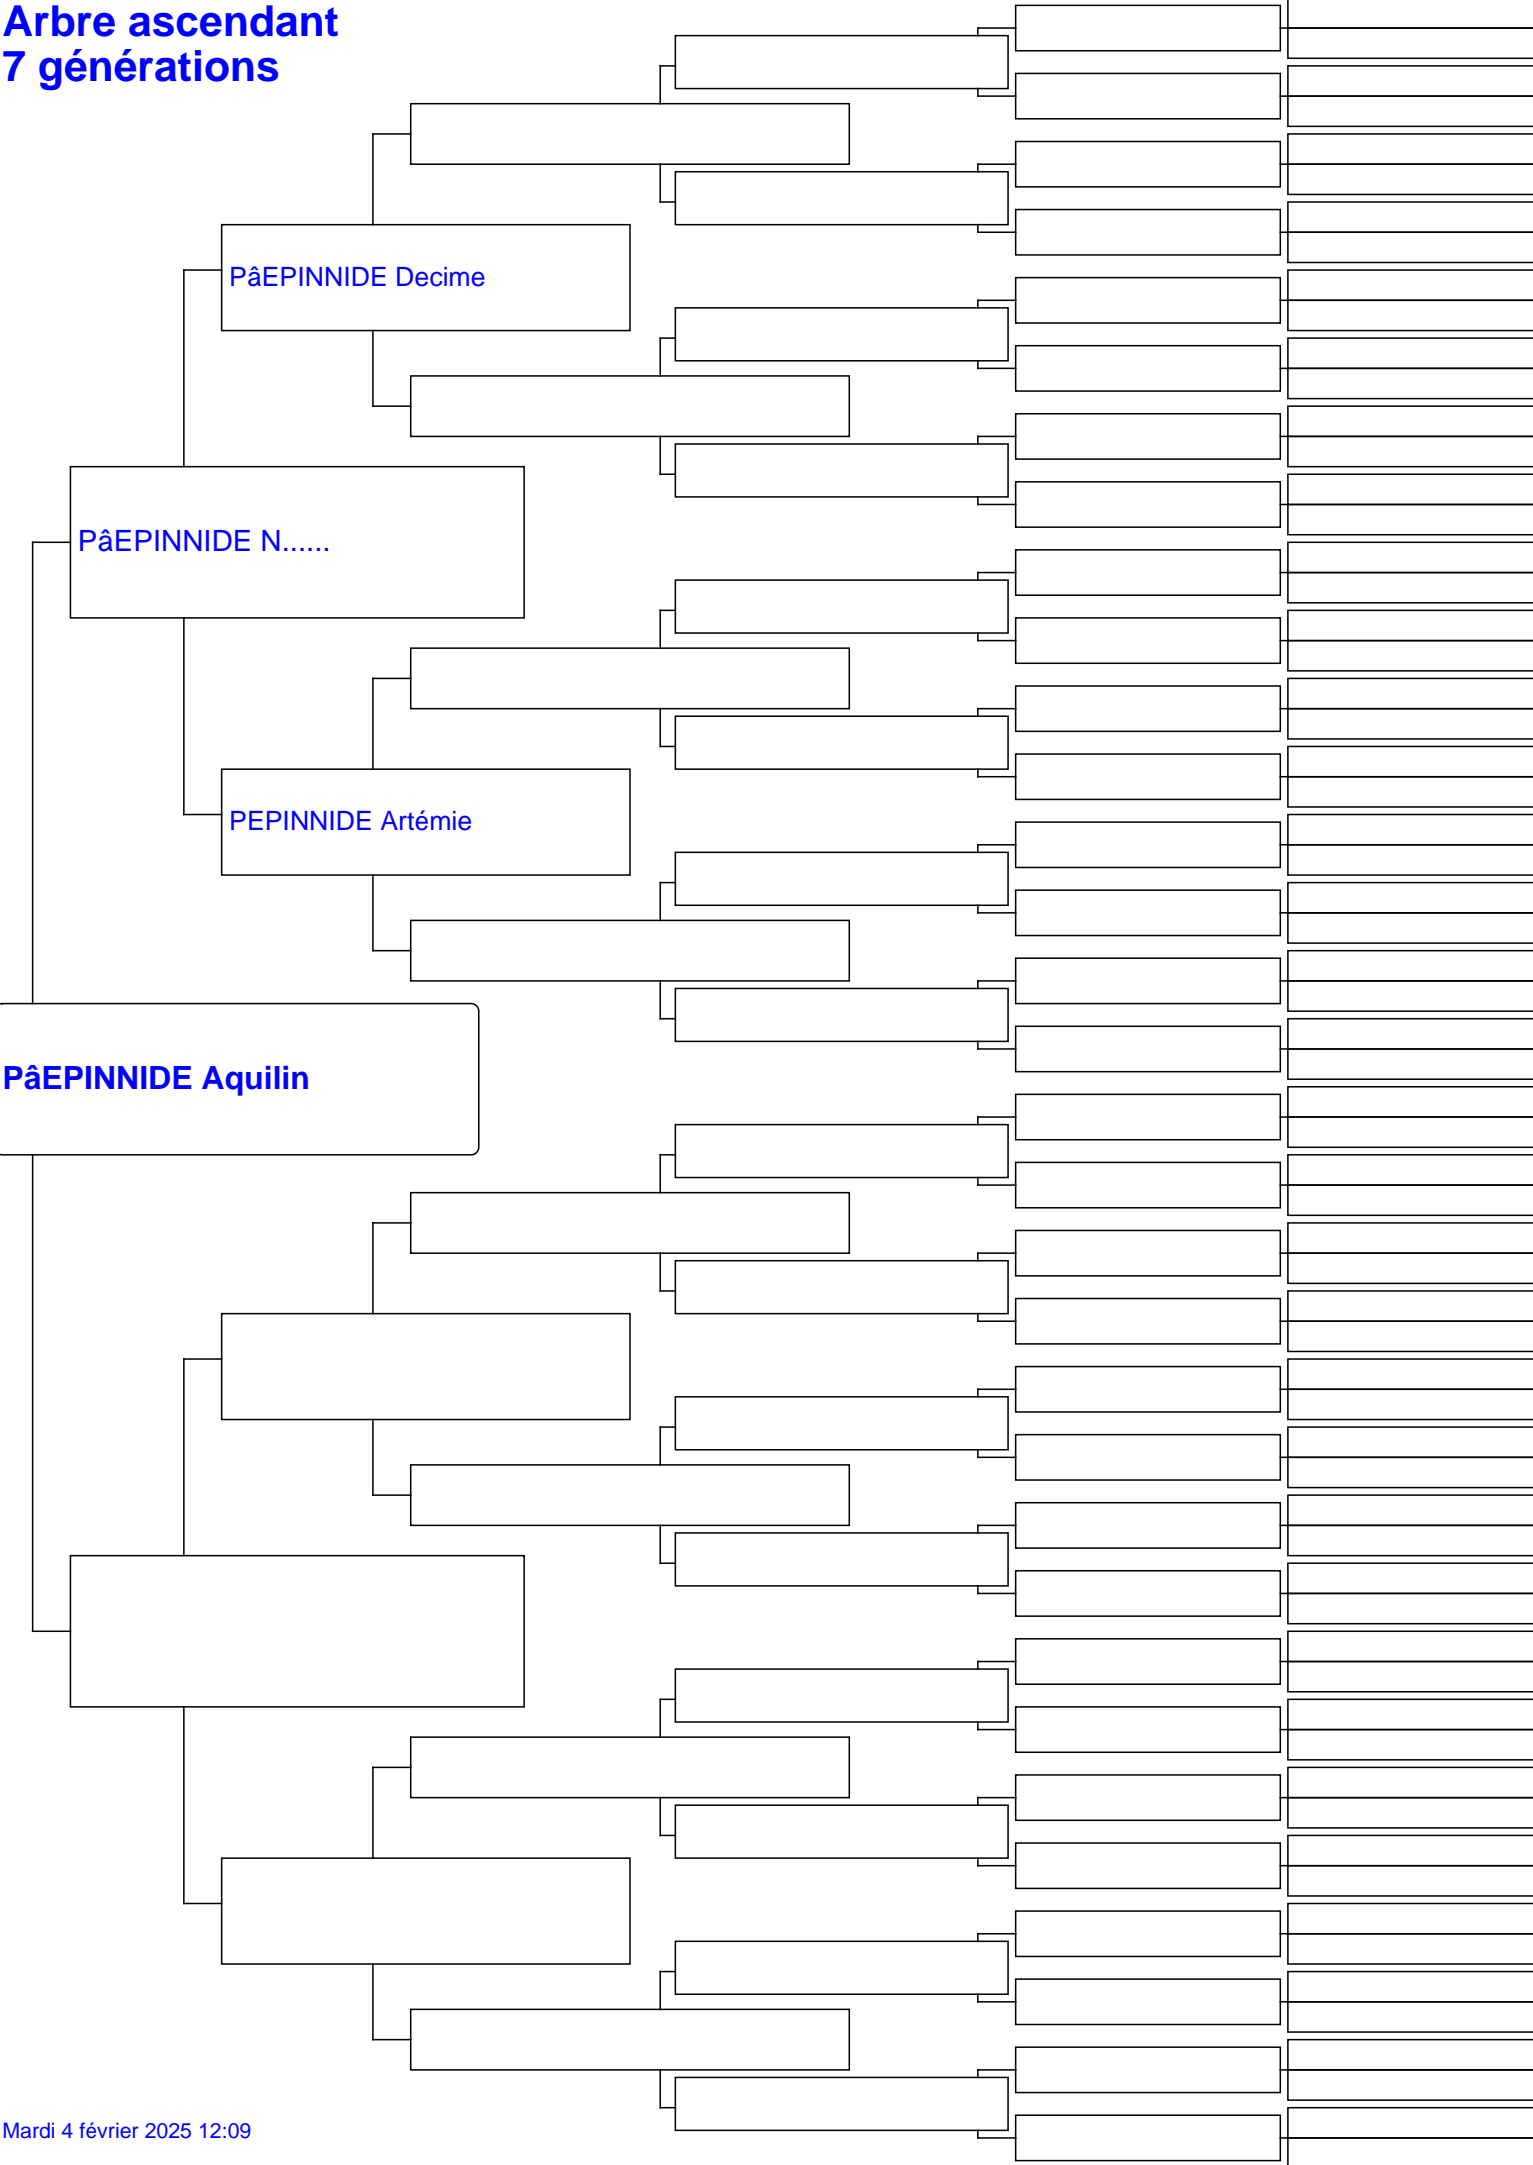 Arbre ascendant
7 générations
PâEPINNIDE Decime
PâEPINNIDE N......
PEPINNIDE Artémie
PâEPINNIDE Aquilin
Mardi 4 février 2025 12:09